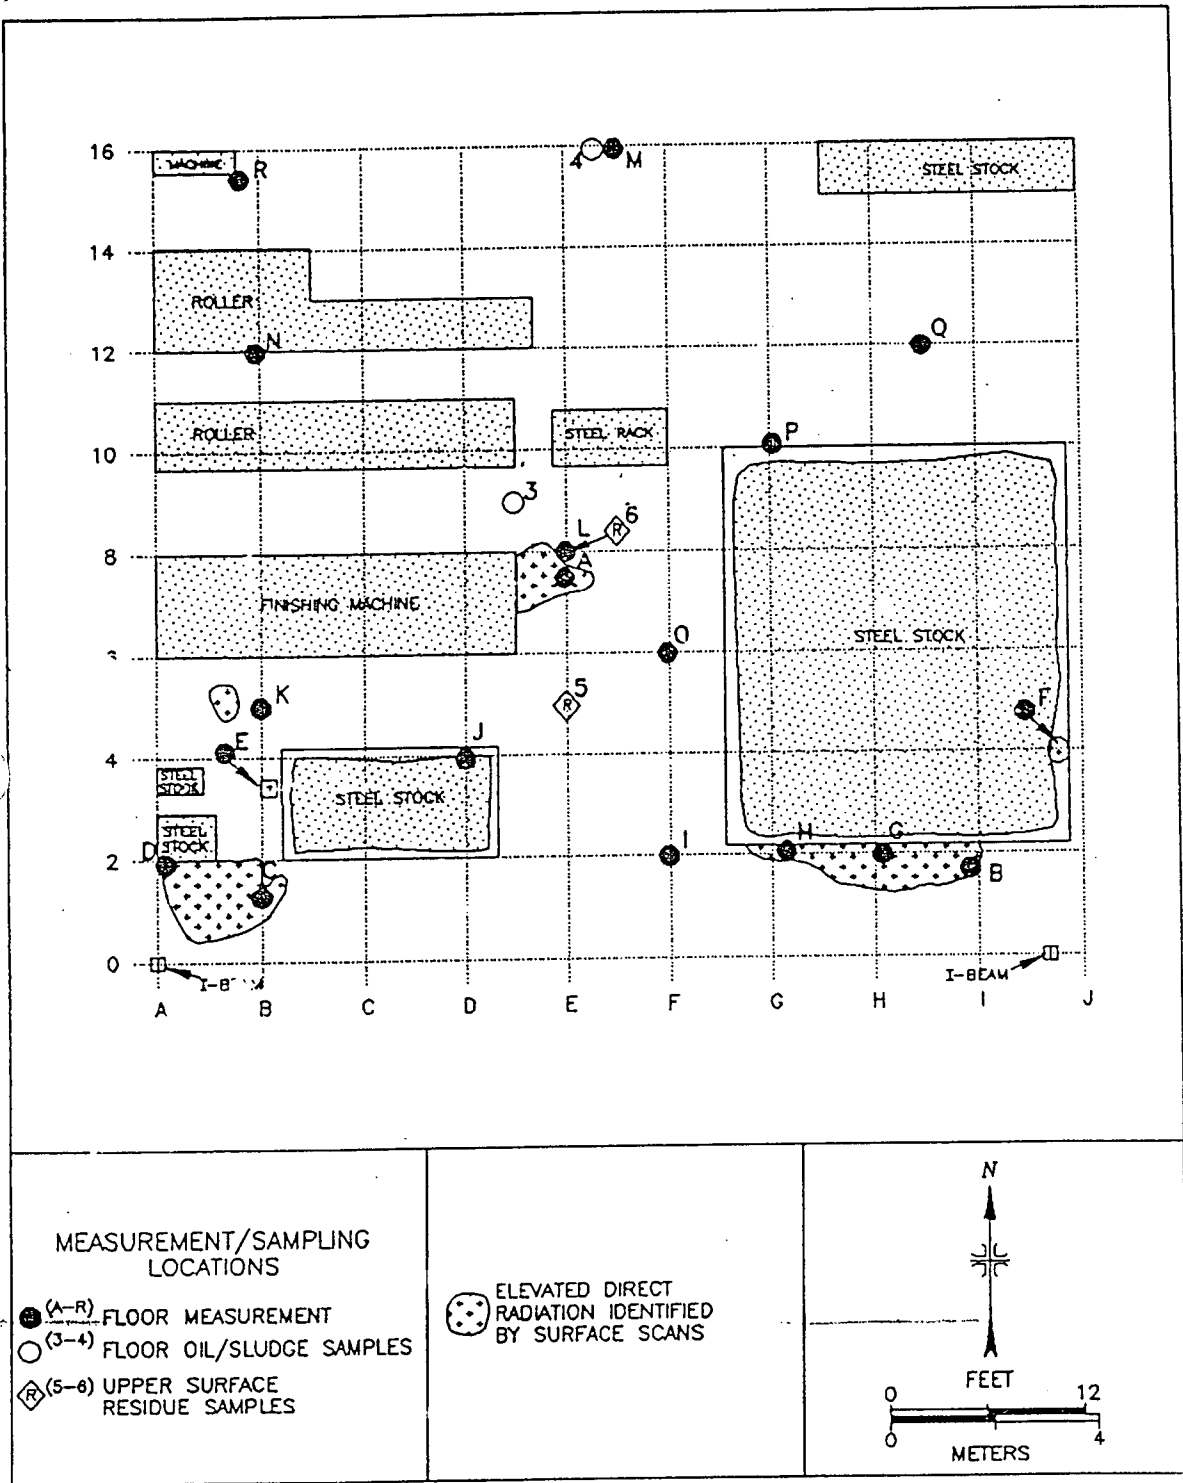 16
MACHINE
R
4
M
STEEL STOCK
14
ROLLER
N
12
Q
ROLLER
STEEL RACK
P
10
3
6
R
L
8
A
FINISHING MACHINE
STEEL STOCK
O
K
5
R
F
E
J
4
STEEL
STOCK
STEEL STOCK
STEEL
STOCK
D
H
G
2
I
B
C
0
I-BEAM
A B C D E F G H I J
MEASUREMENT/SAMPLING
LOCATIONS
(A-R) FLOOR MEASUREMENT
(3-4) FLOOR OIL/SLUDGE SAMPLES
R (5-6) UPPER SURFACE
RESIDUE SAMPLES
ELEVATED DIRECT
RADIATION IDENTIFIED
BY SURFACE SCANS
N
FEET
0 12
0 4
METERS